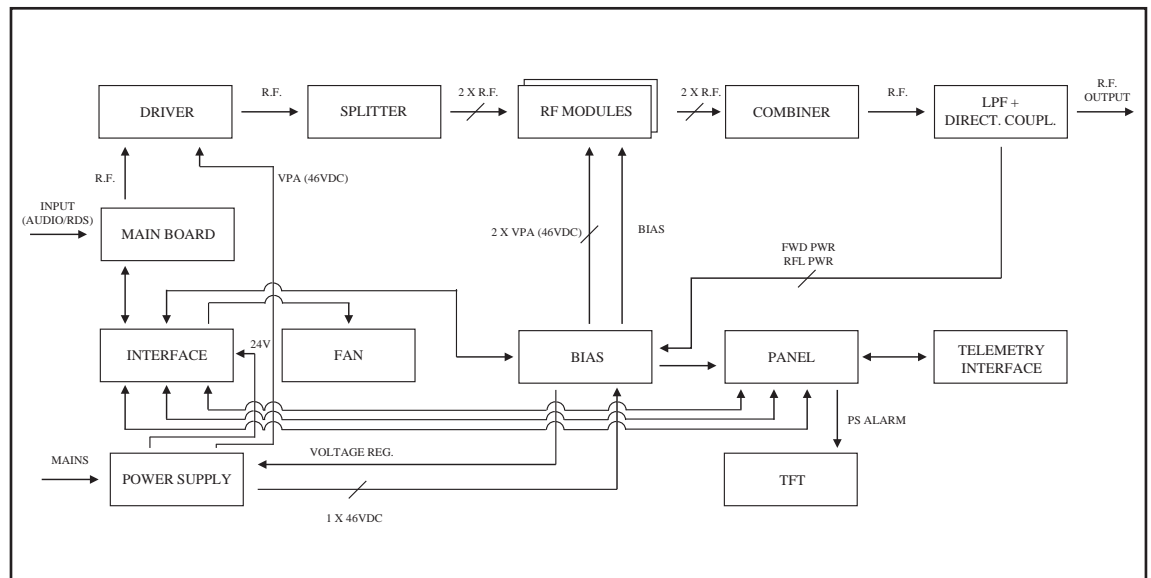 R.F.
OUTPUT
R.F.
2 X R.F.
2 X R.F.
R.F.
DRIVER
SPLITTER
RF MODULES
COMBINER
LPF +
DIRECT. COUPL.
R.F.
VPA (46VDC)
INPUT
(AUDIO/RDS)
MAIN BOARD
2 X VPA (46VDC)
BIAS
FWD PWR
RFL PWR
24V
INTERFACE
FAN
BIAS
PANEL
TELEMETRY
INTERFACE
PS ALARM
MAINS
POWER SUPPLY
VOLTAGE REG.
1 X 46VDC
TFT